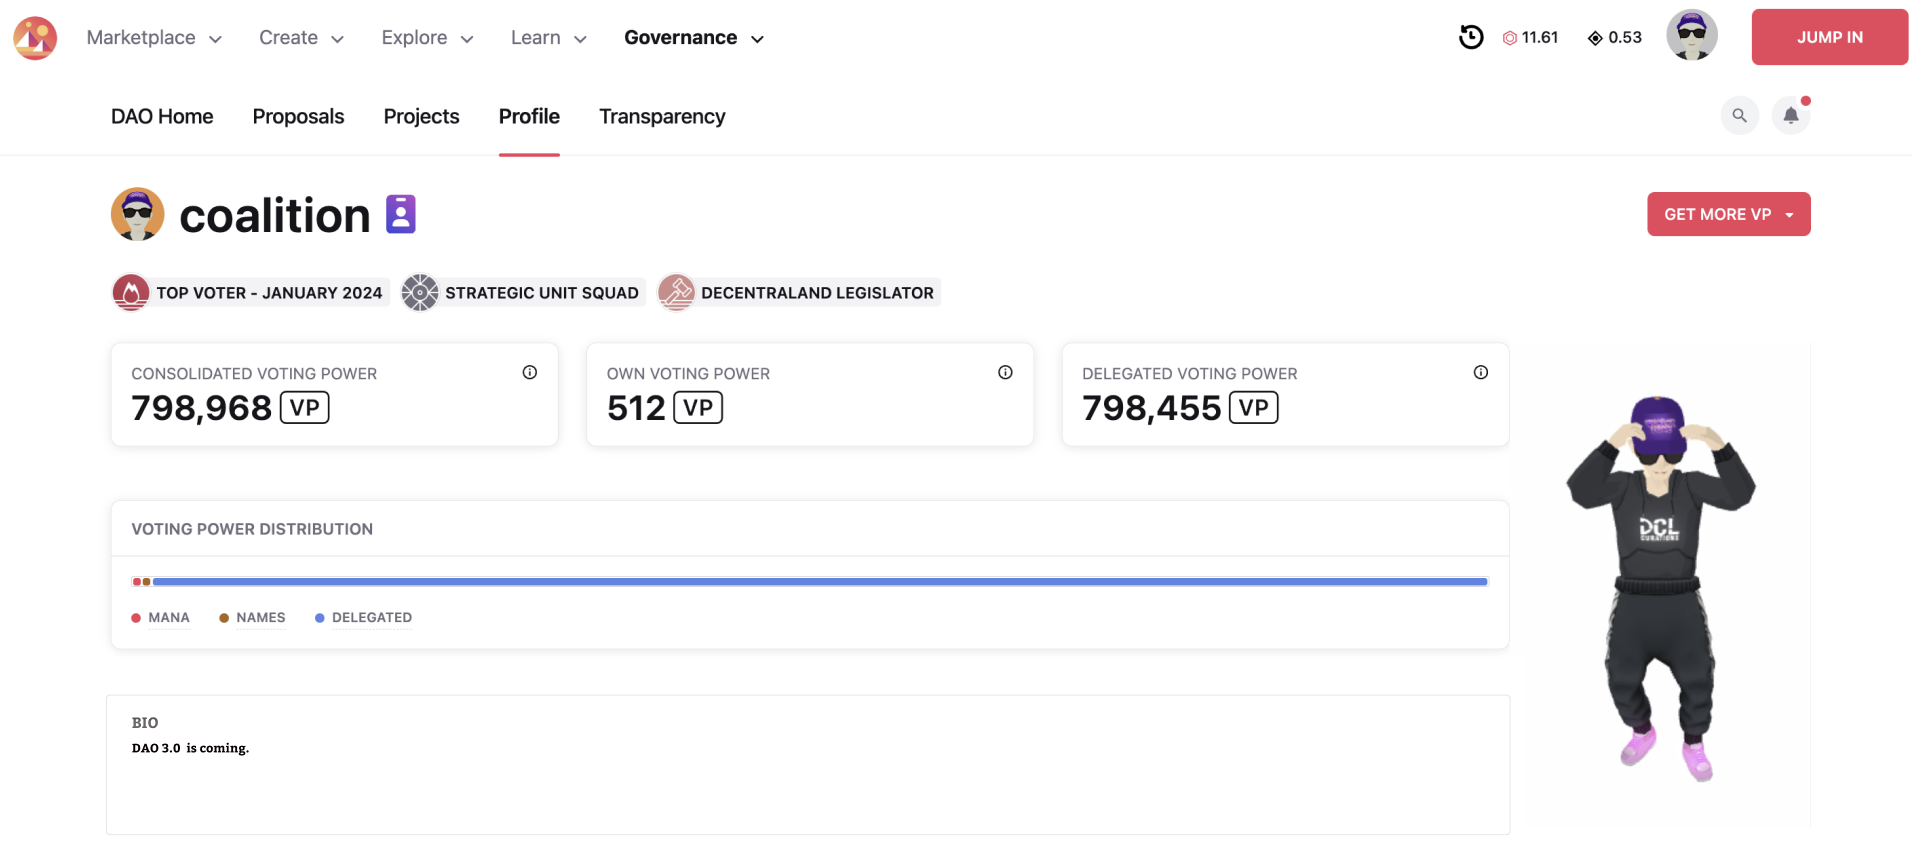 Marketplace Create Explore Learn Governance 11.61 0.53 JUMP IN
DAO Home Proposals Projects Profile Transparency
coalition GET MORE VP
TOP VOTER - JANUARY 2024 STRATEGIC UNIT SQUAD DECENTRALAND LEGISLATOR
CONSOLIDATED VOTING POWER
798,968 VP
OWN VOTING POWER
512 VP
DELEGATED VOTING POWER
798,455 VP
DCL
CURATIONS
VOTING POWER DISTRIBUTION
MANA NAMES DELEGATED
BIO
DAO 3.0 is coming.